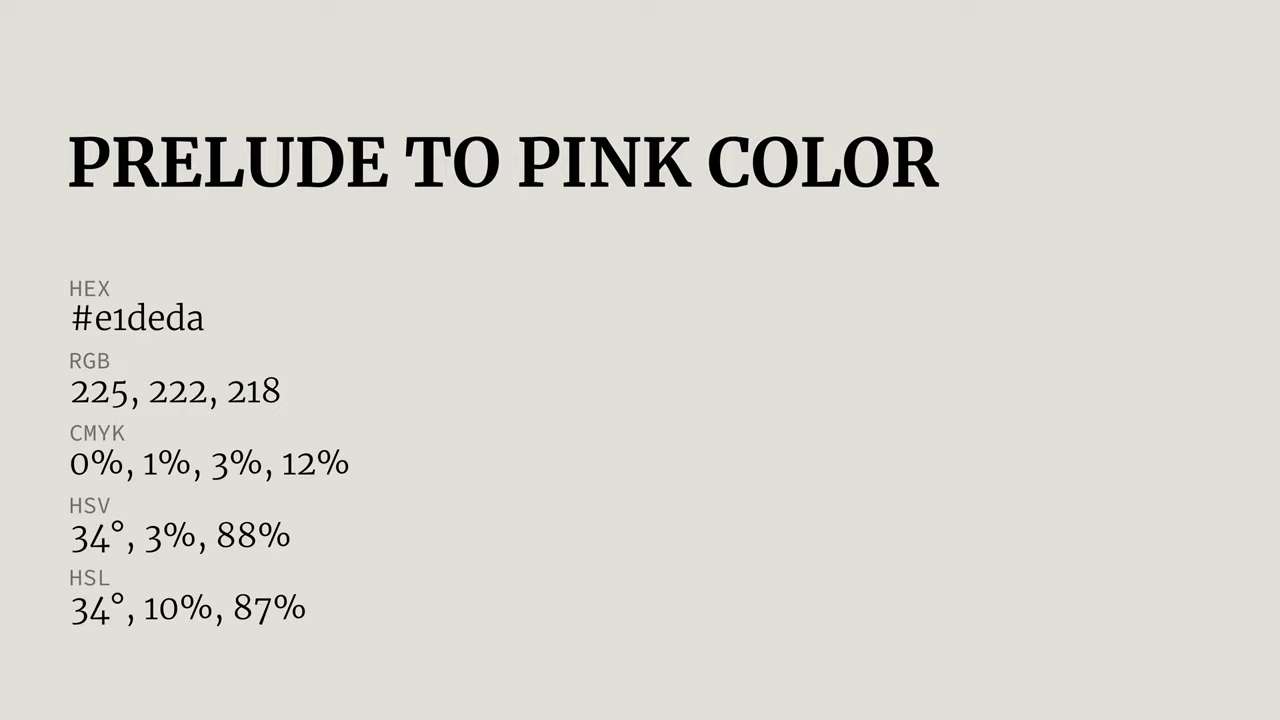 PRELUDE TO PINK COLOR
HEX
#e1deda
RGB
225, 222, 218
CMYK
0%, 1%, 3%, 12%
HSV
34°, 3%, 88%
HSL
34°, 10%, 87%